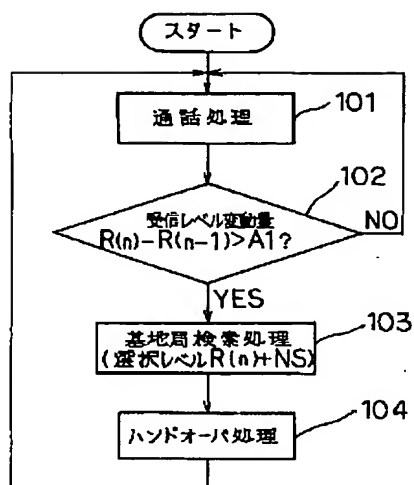 スタート
101
通話処理
102
受信レベル変動量
R(n)-R(n-1)>A1?
NO
YES
103
基地局検索処理
(選択レベルR(n)+NS)
104
ハンドオーバ処理